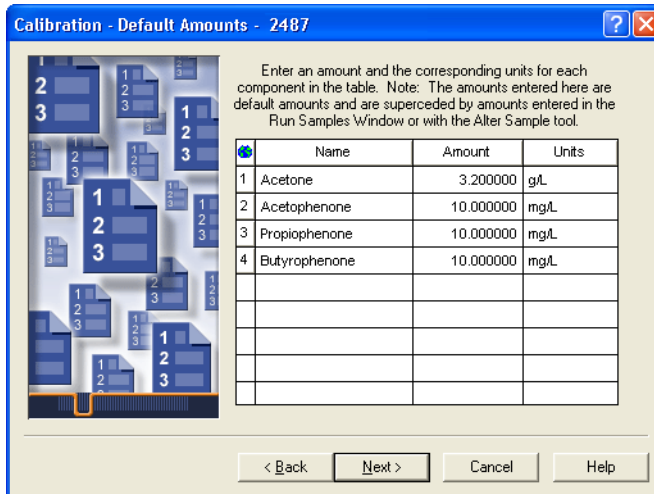 Calibration - Default Amounts - 2487
Enter an amount and the corresponding units for each
component in the table. Note: The amounts entered here are
default amounts and are superceded by amounts entered in the
Run Samples Window or with the Alter Sample tool.
Name Amount Units
1 Acetone 3.200000 g/L
2 Acetophenone 10.000000 mg/L
3 Propiophenone 10.000000 mg/L
4 Butyrophenone 10.000000 mg/L
< Back Next > Cancel Help